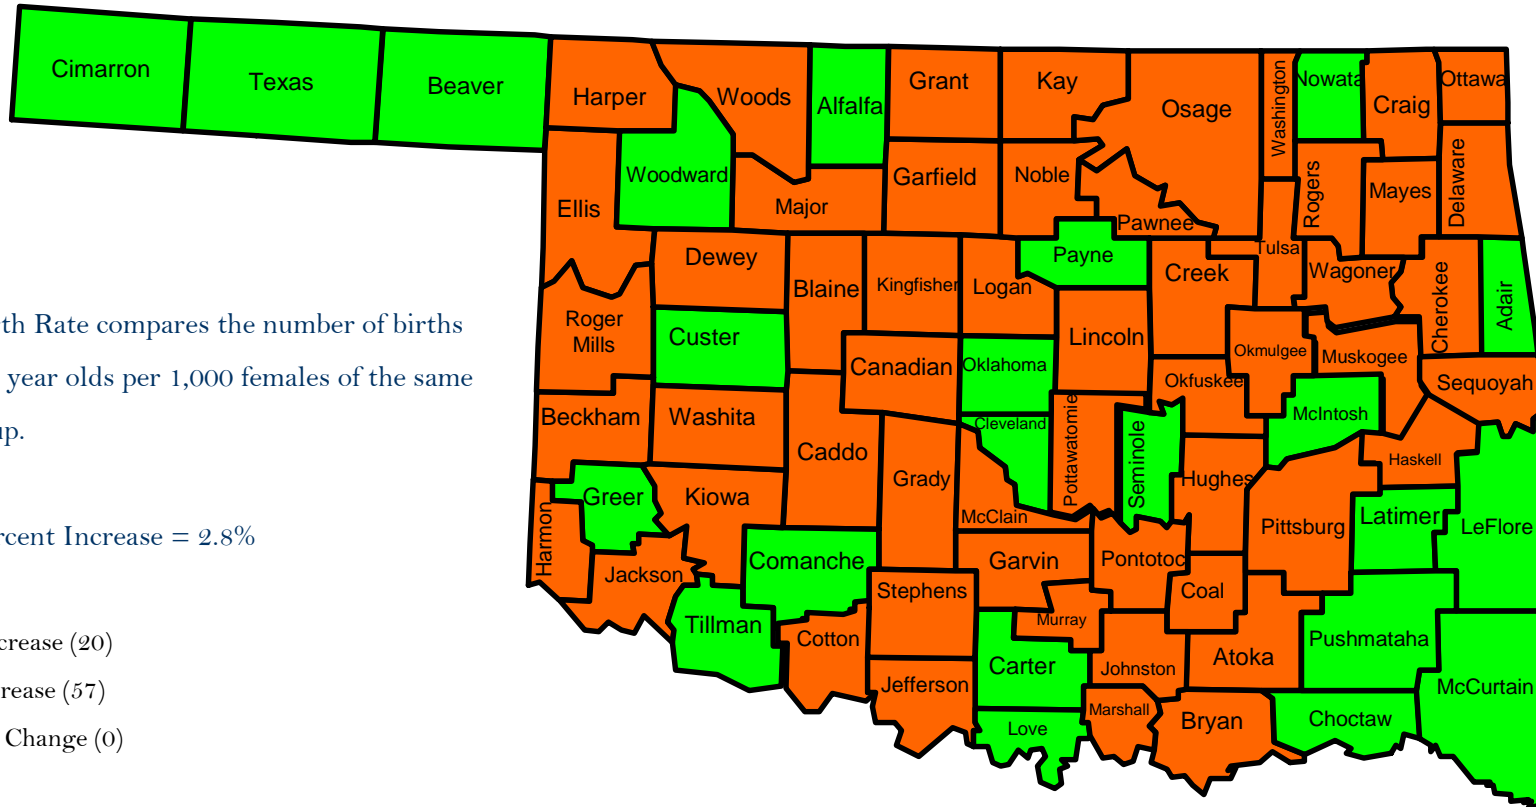 Cimarron
Texas
Beaver
Harper
Woods
Alfalfa
Grant
Kay
Osage
Washington
Nowata
Craig
Ottawa
Woodward
Ellis
Major
Garfield
Noble
Pawnee
Rogers
Mayes
Delaware
Dewey
Blaine
Kingfisher
Logan
Payne
Creek
Tulsa
Wagoner
Cherokee
Adair
Roger
Mills
Custer
Canadian
Oklahoma
Lincoln
Okmulgee
Muskogee
Sequoyah
Okfuskee
McIntosh
Beckham
Washita
Caddo
Grady
Cleveland
Pottawatomie
Seminole
Hughes
Haskell
Greer
Kiowa
McClain
Pittsburg
Latimer
LeFlore
Harmon
Jackson
Comanche
Garvin
Pontotoc
Coal
Stephens
Murray
Tillman
Cotton
Carter
Johnston
Atoka
Pushmataha
Jefferson
Love
Marshall
Bryan
Choctaw
McCurtain
th Rate compares the number of births
year olds per 1,000 females of the same
up.
rcent Increase = 2.8%
crease (20)
rease (57)
Change (0)